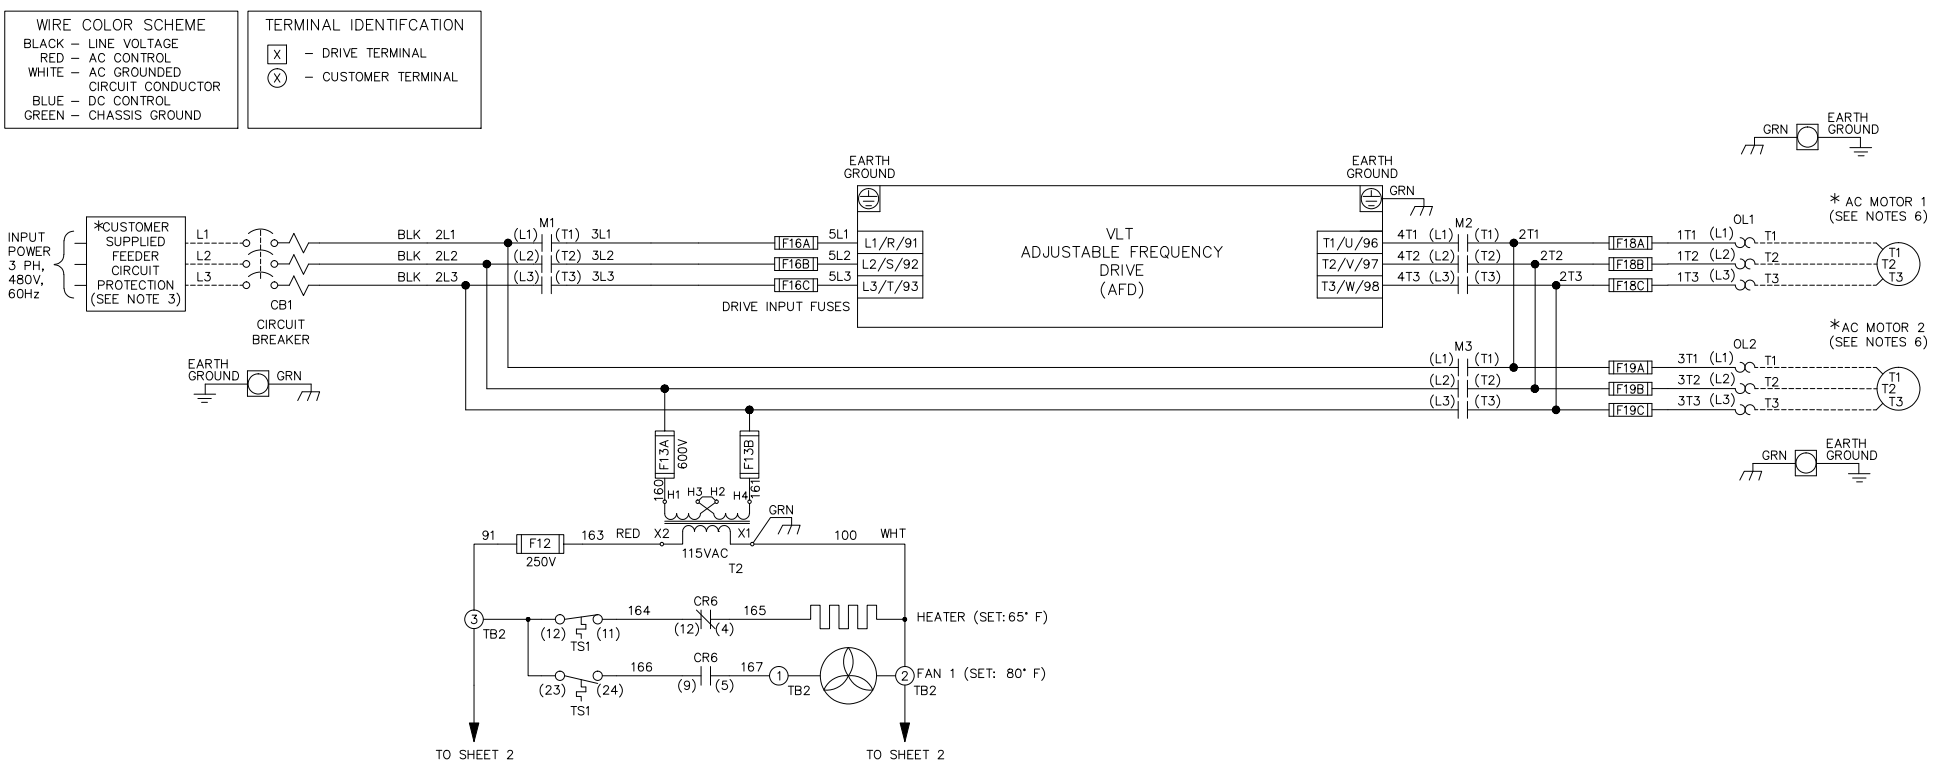 WIRE COLOR SCHEME
BLACK – LINE VOLTAGE
RED – AC CONTROL
WHITE – AC GROUNDED
CIRCUIT CONDUCTOR
BLUE – DC CONTROL
GREEN – CHASSIS GROUND
TERMINAL IDENTIFCATION
X – DRIVE TERMINAL
X – CUSTOMER TERMINAL
GRN
EARTH
GROUND
INPUT
POWER
3 PH,
480V,
60Hz
*CUSTOMER
SUPPLIED
FEEDER
CIRCUIT
PROTECTION
(SEE NOTE 3)
L1
L2
L3
CB1
CIRCUIT
BREAKER
BLK 2L1
BLK 2L2
BLK 2L3
M1
(L1) (T1) 3L1
(L2) (T2) 3L2
(L3) (T3) 3L3
F16A 5L1
F16B 5L2
F16C 5L3
DRIVE INPUT FUSES
EARTH
GROUND
L1/R/91
L2/S/92
L3/T/93
VLT
ADJUSTABLE FREQUENCY
DRIVE
(AFD)
EARTH
GROUND
GRN
T1/U/96
T2/V/97
T3/W/98
M2
4T1 (L1) (T1) 2T1
4T2 (L2) (T2) 2T2
4T3 (L3) (T3) 2T3
F18A 1T1 (L1) T1
F18B 1T2 (L2) T2
F18C 1T3 (L3) T3
OL1
* AC MOTOR 1
(SEE NOTES 6)
T1
T2
T3
EARTH
GROUND
GRN
M3
(L1) (T1)
(L2) (T2)
(L3) (T3)
F19A 3T1 (L1) T1
F19B 3T2 (L2) T2
F19C 3T3 (L3) T3
OL2
*AC MOTOR 2
(SEE NOTES 6)
T1
T2
T3
GRN
EARTH
GROUND
F13A
600V
F13B
160
161
H1 H3 H2 H4
GRN
91 F12 163 RED X2 X1 100 WHT
250V
115VAC
T2
3
TB2
(12) (11)
TS1
164
CR6
(12) (4)
165
HEATER (SET:65° F)
(23) (24)
TS1
166
CR6
(9) (5)
167
1
TB2
2
TB2
FAN 1 (SET: 80° F)
TO SHEET 2
TO SHEET 2